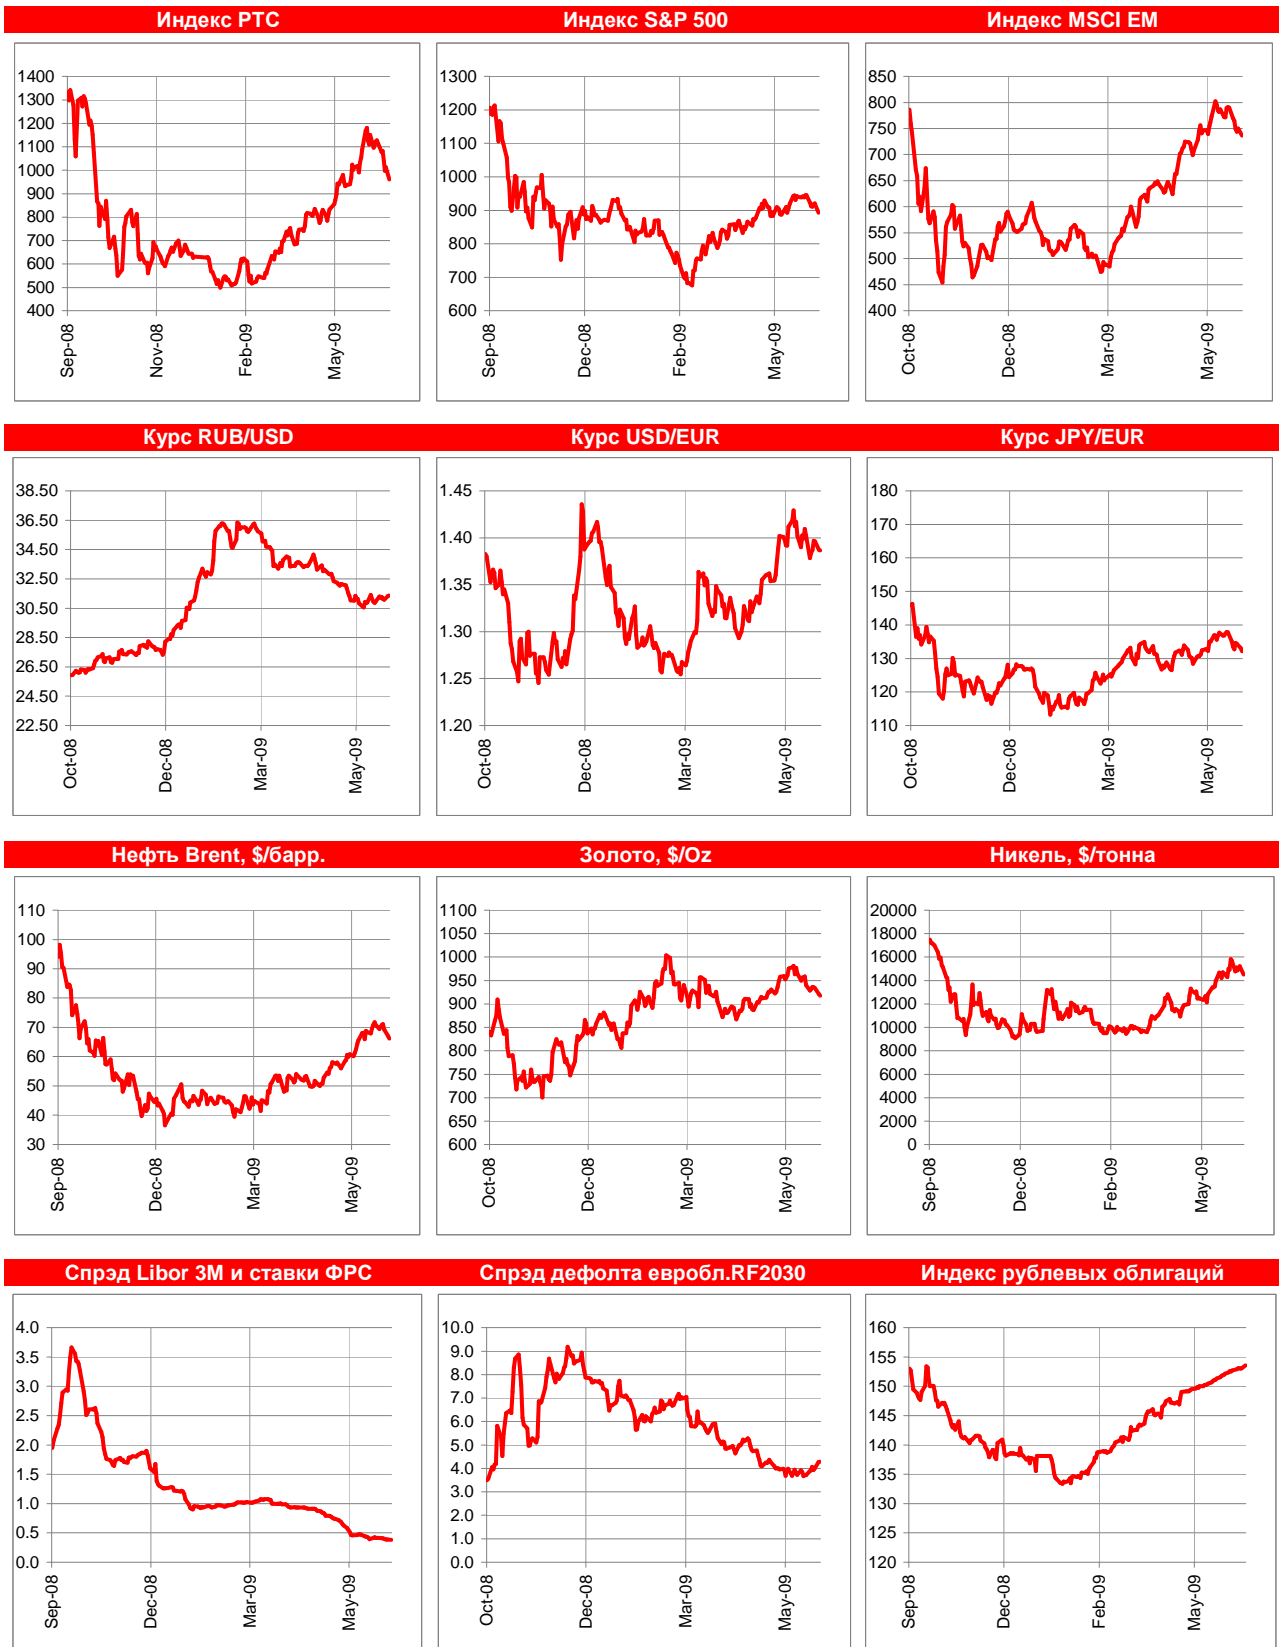 Индекс РТС
1400
1300
1200
1100
1000
900
800
700
600
500
400
Sep-08
Nov-08
Feb-09
May-09
Индекс S&P 500
1300
1200
1100
1000
900
800
700
600
Sep-08
Dec-08
Feb-09
May-09
Индекс MSCI EM
850
800
750
700
650
600
550
500
450
400
Oct-08
Dec-08
Mar-09
May-09
Курс RUB/USD
38.50
36.50
34.50
32.50
30.50
28.50
26.50
24.50
22.50
Oct-08
Dec-08
Mar-09
May-09
Курс USD/EUR
1.45
1.40
1.35
1.30
1.25
1.20
Oct-08
Dec-08
Mar-09
May-09
Курс JPY/EUR
180
170
160
150
140
130
120
110
Oct-08
Dec-08
Mar-09
May-09
Нефть Brent, $/барр.
110
100
90
80
70
60
50
40
30
Sep-08
Dec-08
Mar-09
May-09
Золото, $/Oz
1100
1050
1000
950
900
850
800
750
700
650
600
Oct-08
Dec-08
Mar-09
May-09
Никель, $/тонна
20000
18000
16000
14000
12000
10000
8000
6000
4000
2000
0
Sep-08
Dec-08
Feb-09
May-09
Спрэд Libor 3M и ставки ФРС
4.0
3.5
3.0
2.5
2.0
1.5
1.0
0.5
0.0
Sep-08
Dec-08
Mar-09
May-09
Спрэд дефолта евробл.RF2030
10.0
9.0
8.0
7.0
6.0
5.0
4.0
3.0
2.0
1.0
0.0
Oct-08
Dec-08
Mar-09
May-09
Индекс рублевых облигаций
160
155
150
145
140
135
130
125
120
Sep-08
Dec-08
Feb-09
May-09